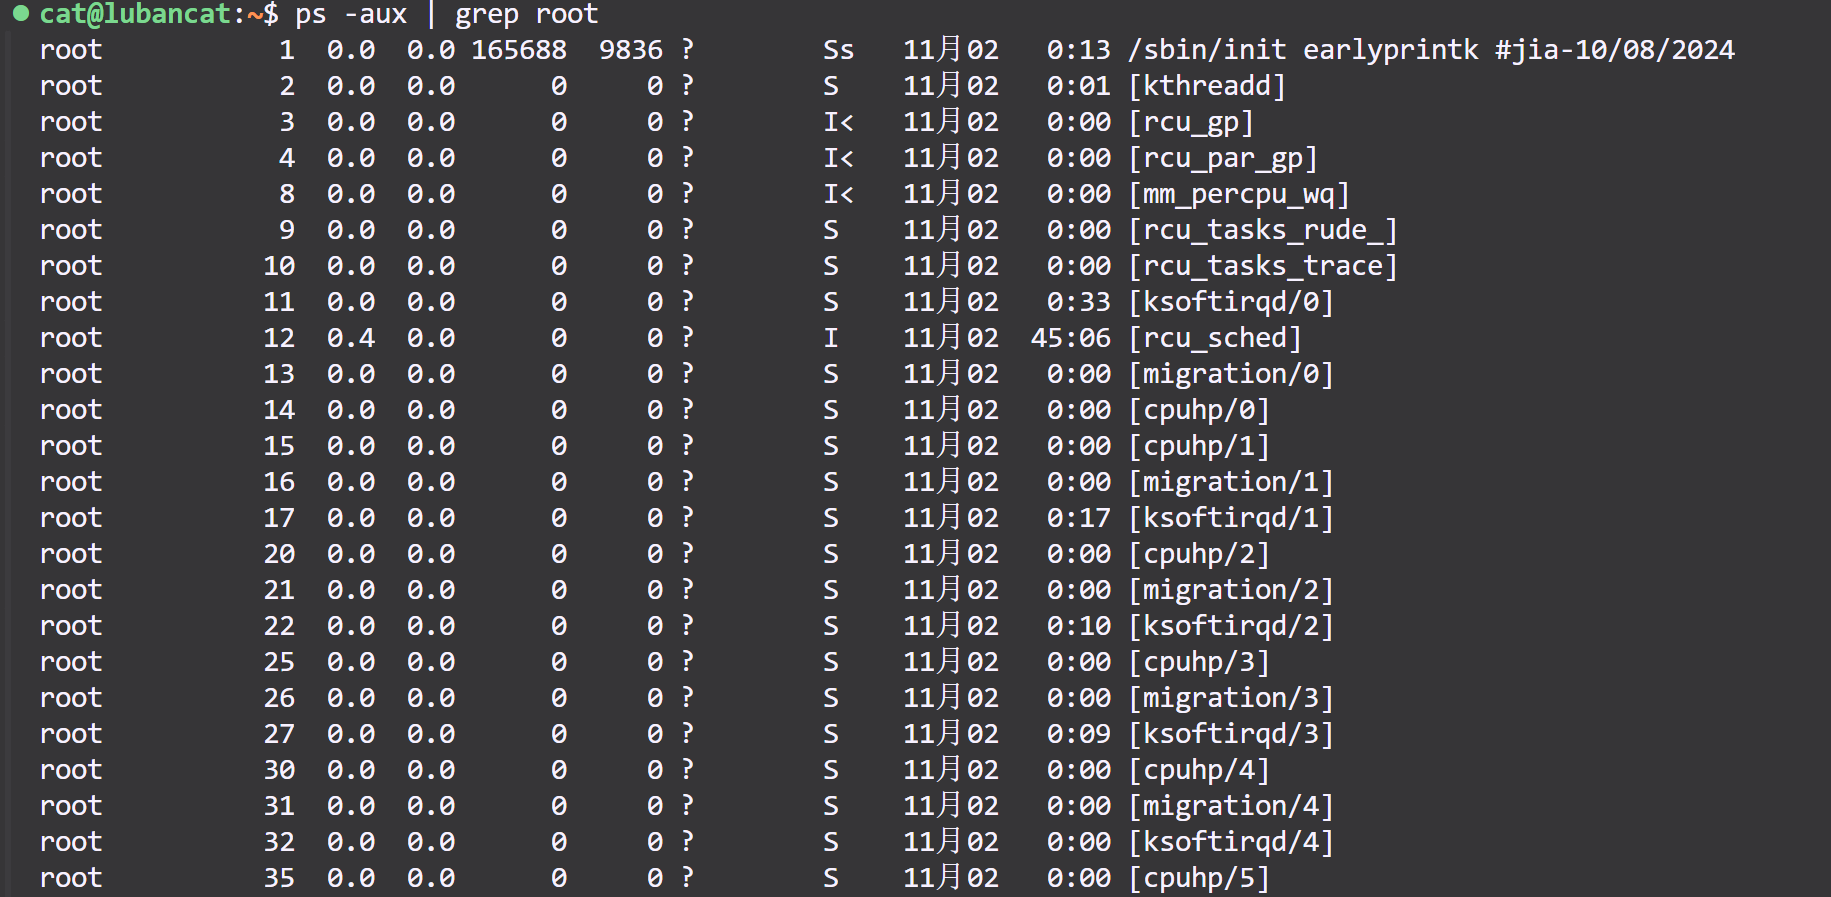 cat@lubancat:~$ ps -aux | grep root
root           1  0.0  0.0 165688  9836 ?        Ss   11月02   0:13 /sbin/init earlyprintk #jia-10/08/2024
root           2  0.0  0.0      0     0 ?        S    11月02   0:01 [kthreadd]
root           3  0.0  0.0      0     0 ?        I<   11月02   0:00 [rcu_gp]
root           4  0.0  0.0      0     0 ?        I<   11月02   0:00 [rcu_par_gp]
root           8  0.0  0.0      0     0 ?        I<   11月02   0:00 [mm_percpu_wq]
root           9  0.0  0.0      0     0 ?        S    11月02   0:00 [rcu_tasks_rude_]
root          10  0.0  0.0      0     0 ?        S    11月02   0:00 [rcu_tasks_trace]
root          11  0.0  0.0      0     0 ?        S    11月02   0:33 [ksoftirqd/0]
root          12  0.4  0.0      0     0 ?        I    11月02  45:06 [rcu_sched]
root          13  0.0  0.0      0     0 ?        S    11月02   0:00 [migration/0]
root          14  0.0  0.0      0     0 ?        S    11月02   0:00 [cpuhp/0]
root          15  0.0  0.0      0     0 ?        S    11月02   0:00 [cpuhp/1]
root          16  0.0  0.0      0     0 ?        S    11月02   0:00 [migration/1]
root          17  0.0  0.0      0     0 ?        S    11月02   0:17 [ksoftirqd/1]
root          20  0.0  0.0      0     0 ?        S    11月02   0:00 [cpuhp/2]
root          21  0.0  0.0      0     0 ?        S    11月02   0:00 [migration/2]
root          22  0.0  0.0      0     0 ?        S    11月02   0:10 [ksoftirqd/2]
root          25  0.0  0.0      0     0 ?        S    11月02   0:00 [cpuhp/3]
root          26  0.0  0.0      0     0 ?        S    11月02   0:00 [migration/3]
root          27  0.0  0.0      0     0 ?        S    11月02   0:09 [ksoftirqd/3]
root          30  0.0  0.0      0     0 ?        S    11月02   0:00 [cpuhp/4]
root          31  0.0  0.0      0     0 ?        S    11月02   0:00 [migration/4]
root          32  0.0  0.0      0     0 ?        S    11月02   0:00 [ksoftirqd/4]
root          35  0.0  0.0      0     0 ?        S    11月02   0:00 [cpuhp/5]